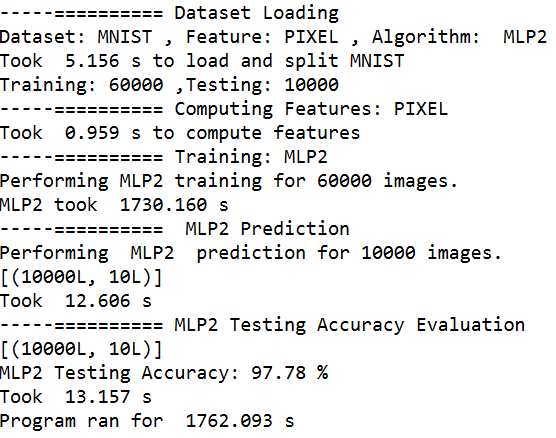 -----========== Dataset Loading
Dataset: MNIST , Feature: PIXEL , Algorithm:  MLP2
Took  5.156 s to load and split MNIST
Training: 60000 ,Testing: 10000
-----========== Computing Features: PIXEL
Took  0.959 s to compute features
-----========== Training: MLP2
Performing MLP2 training for 60000 images.
MLP2 took  1730.160 s
-----==========  MLP2 Prediction
Performing  MLP2  prediction for 10000 images.
[(10000L, 10L)]
Took  12.606 s
-----========== MLP2 Testing Accuracy Evaluation
[(10000L, 10L)]
MLP2 Testing Accuracy: 97.78 %
Took  13.157 s
Program ran for  1762.093 s